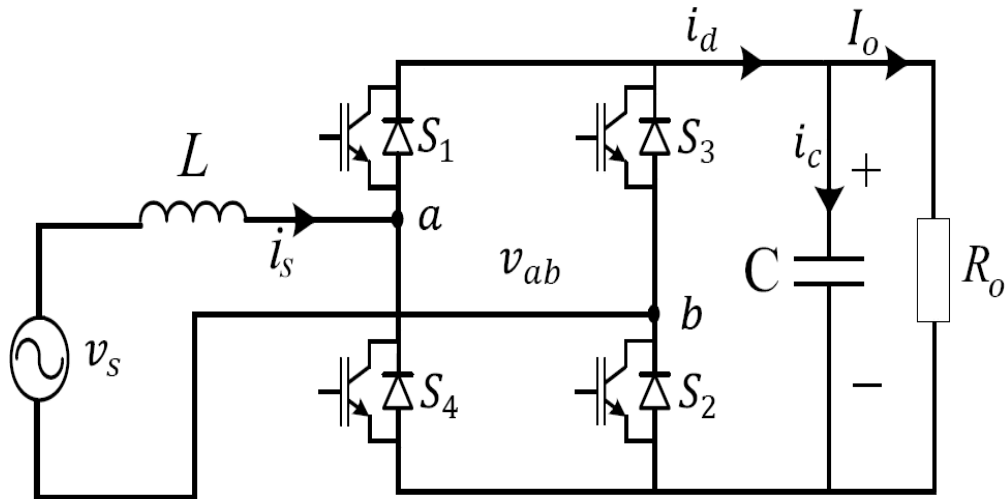 i_d
I_o
S_1
S_3
L
i_c
+
a
i_s
v_ab
C
R_o
b
v_s
S_4
S_2
−